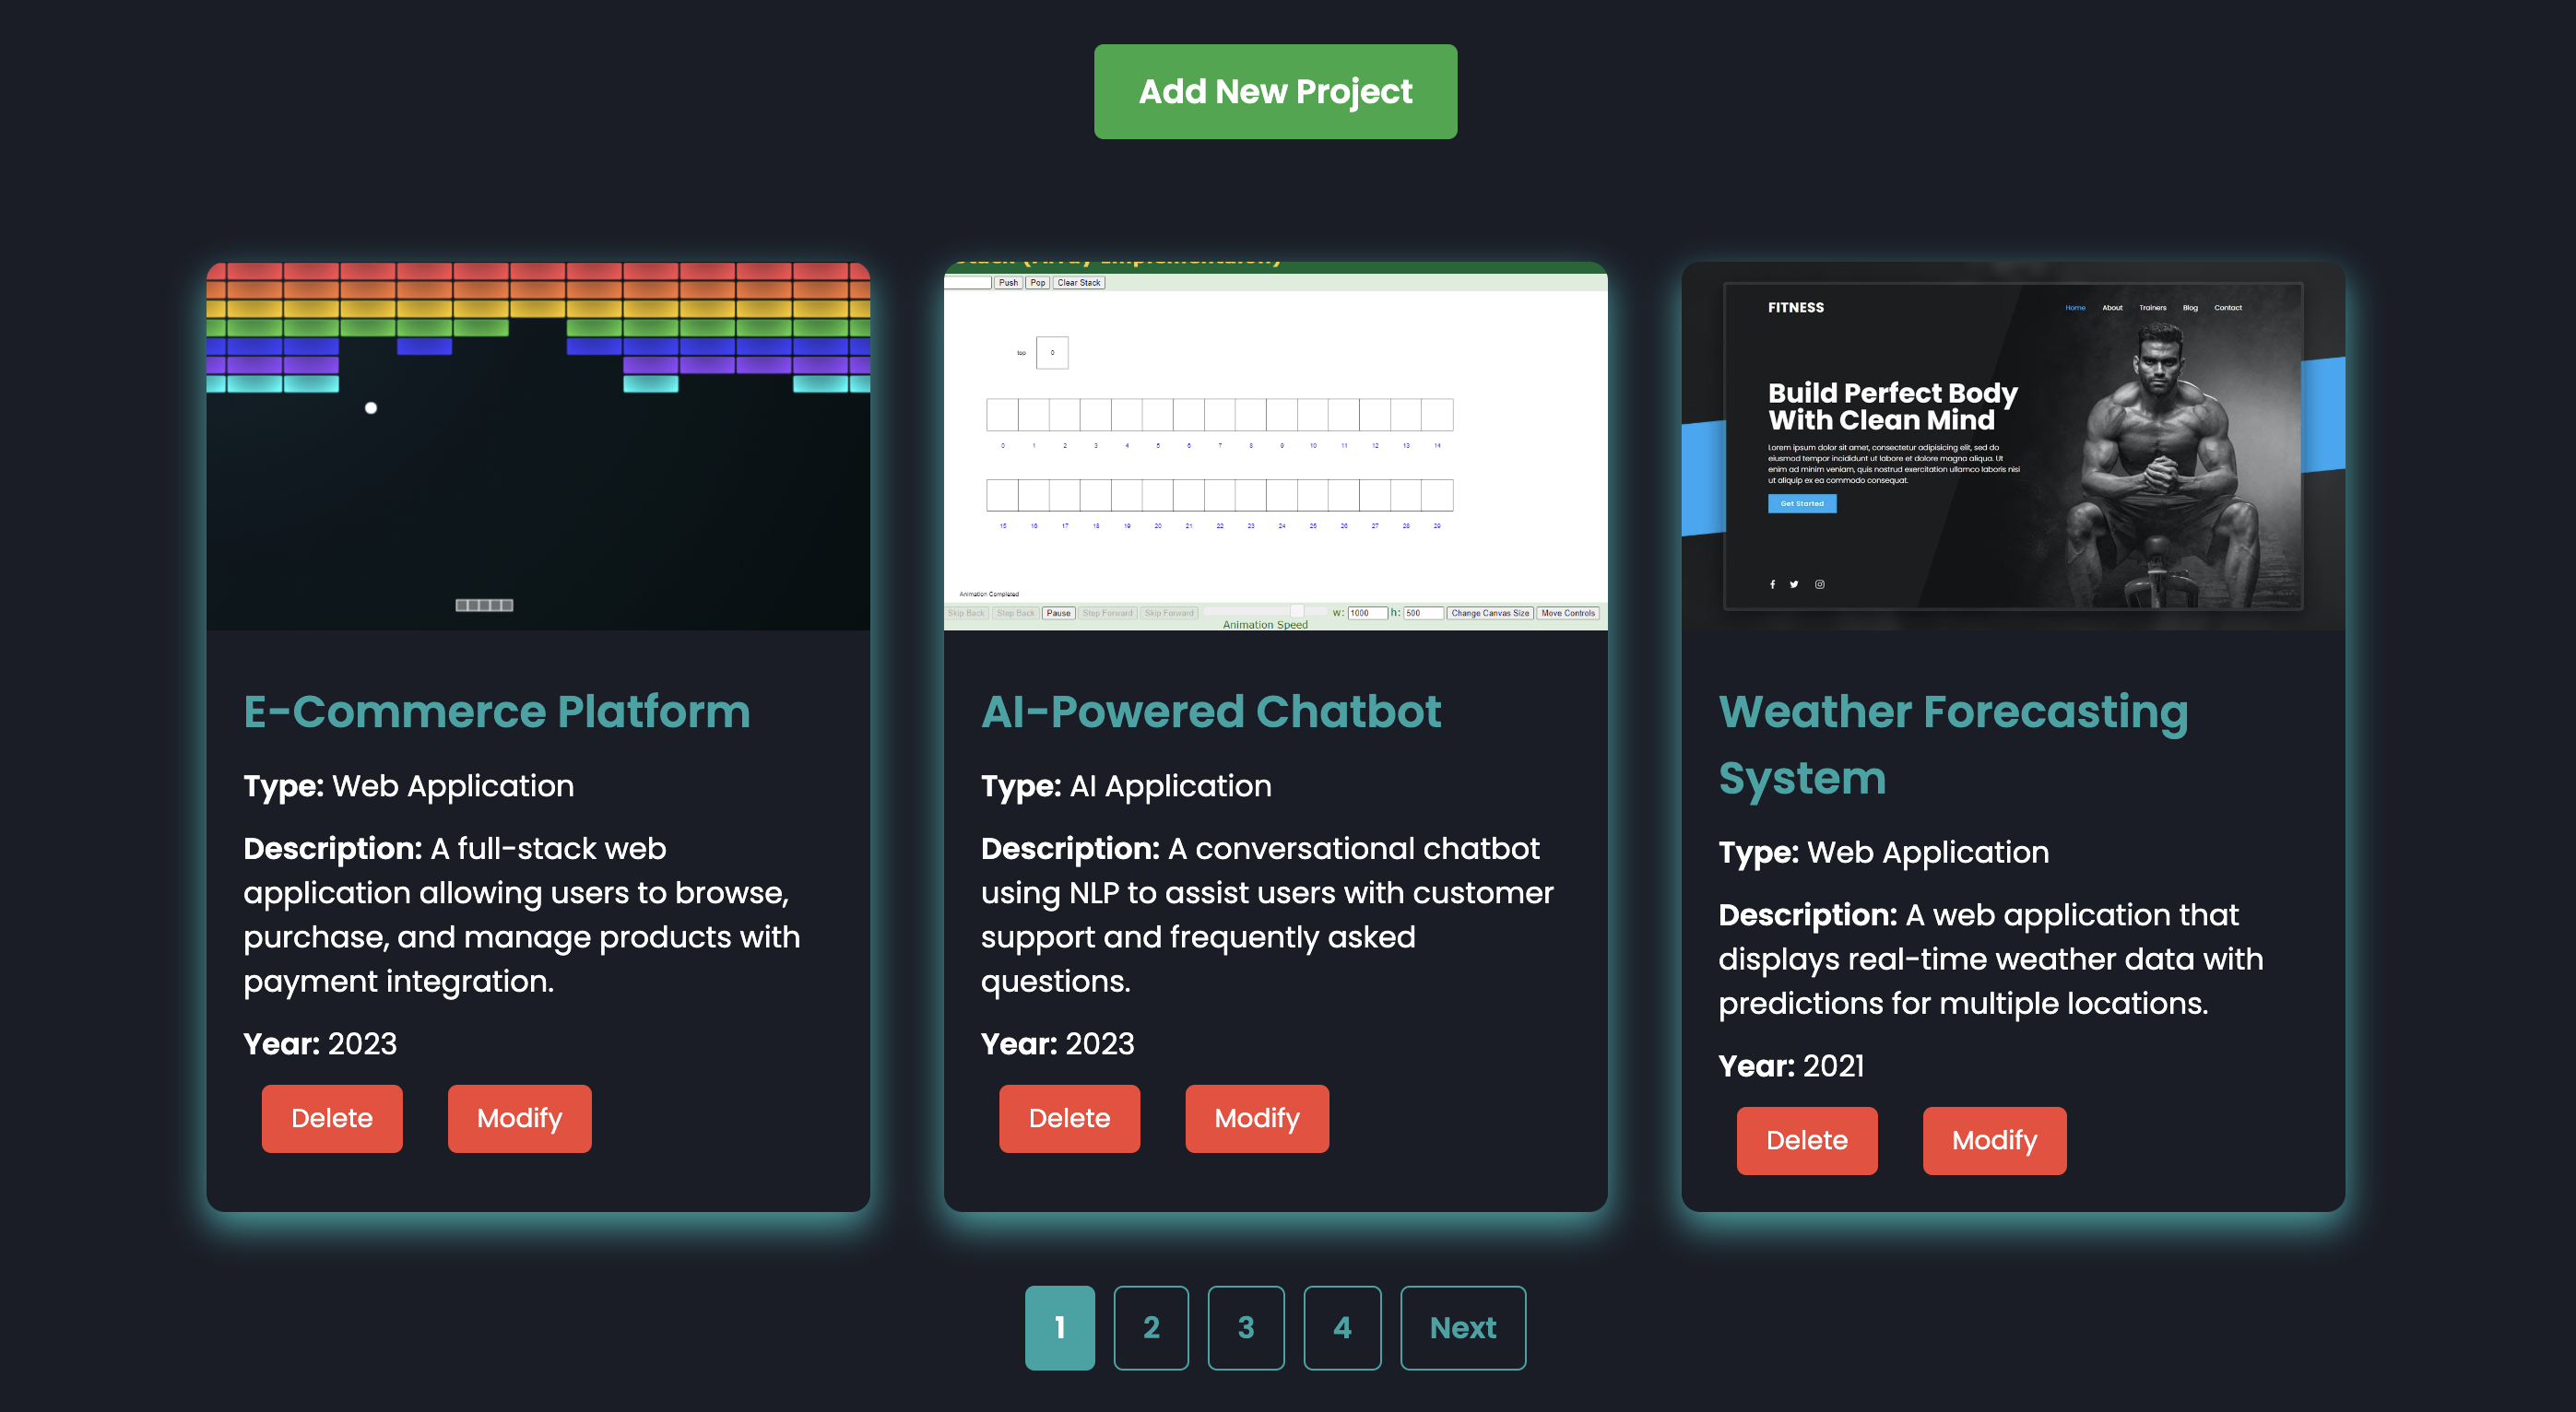 Add New Project
Stack (Array Implementaion)
Push Pop Clear Stack
top 0
0 1 2 3 4 5 6 7 8 9 10 11 12 13 14
15 16 17 18 19 20 21 22 23 24 25 26 27 28 29
Animation Completed
Skip Back Step Back Pause Step Forward Skip Forward w: 1000 h: 500 Change Canvas Size Move Controls
Animation Speed
FITNESS
Home About Trainers Blog Contact
Build Perfect Body
With Clean Mind
Lorem ipsum dolor sit amet, consectetur adipisicing elit, sed do
eiusmod tempor incididunt ut labore et dolore magna aliqua. Ut
enim ad minim veniam, quis nostrud exercitation ullamco laboris nisi
ut aliquip ex ea commodo consequat.
Get Started
E-Commerce Platform
Type: Web Application
Description: A full-stack web
application allowing users to browse,
purchase, and manage products with
payment integration.
Year: 2023
Delete Modify
AI-Powered Chatbot
Type: AI Application
Description: A conversational chatbot
using NLP to assist users with customer
support and frequently asked
questions.
Year: 2023
Delete Modify
Weather Forecasting
System
Type: Web Application
Description: A web application that
displays real-time weather data with
predictions for multiple locations.
Year: 2021
Delete Modify
1 2 3 4 Next